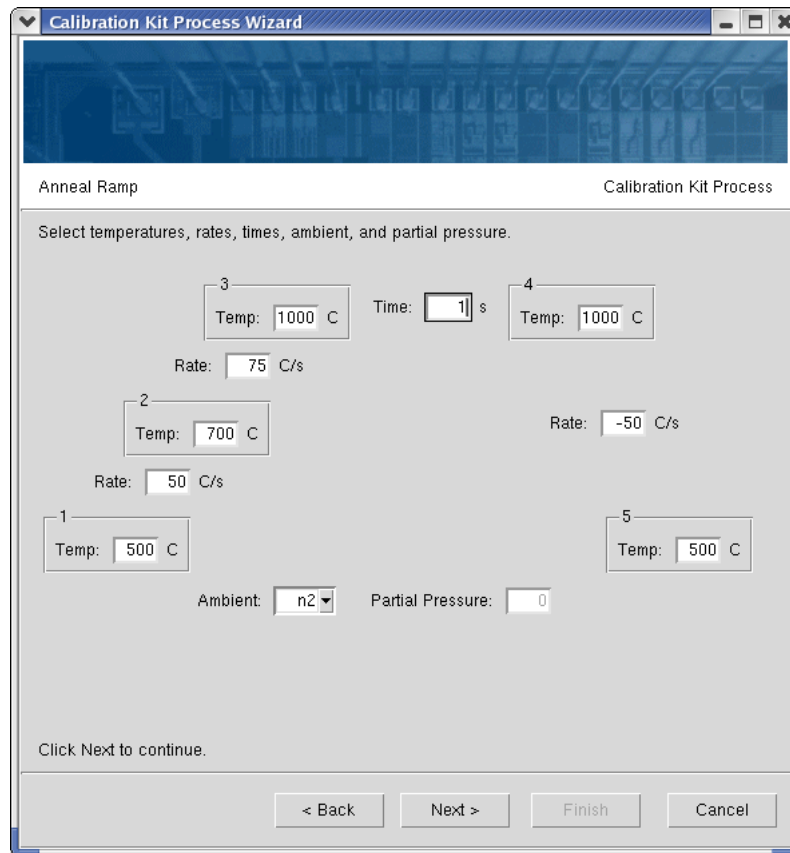 Calibration Kit Process Wizard
Anneal Ramp Calibration Kit Process
Select temperatures, rates, times, ambient, and partial pressure.
3 4
Temp: 1000 C Time: 1 s Temp: 1000 C
Rate: 75 C/s
2
Temp: 700 C Rate: -50 C/s
Rate: 50 C/s
1 5
Temp: 500 C Temp: 500 C
Ambient: n2 Partial Pressure: 0
Click Next to continue.
< Back Next > Finish Cancel